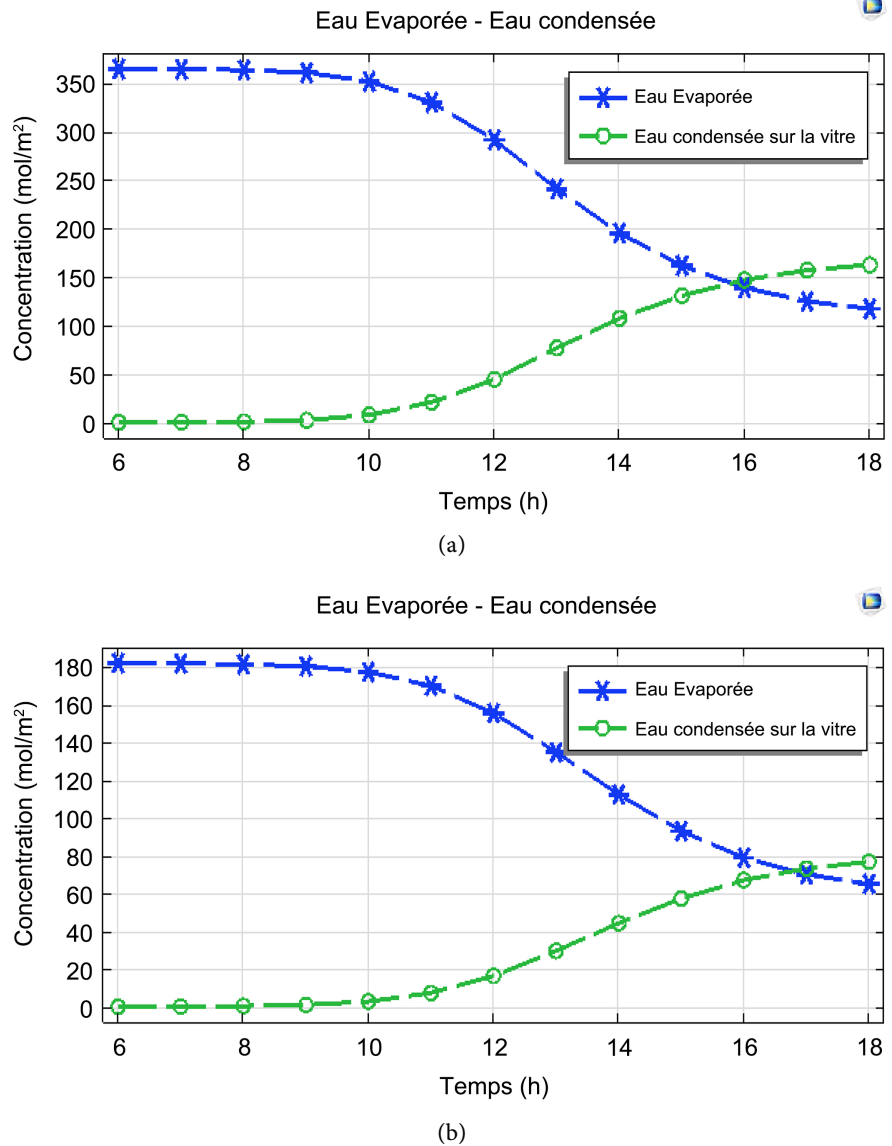 Eau Evaporée - Eau condensée
350
300
250
200
150
100
50
0
Concentration (mol/m²)
Eau Evaporée
Eau condensée sur la vitre
6 8 10 12 14 16 18
Temps (h)
(a)
Eau Evaporée - Eau condensée
180
160
140
120
100
80
60
40
20
0
Concentration (mol/m²)
Eau Evaporée
Eau condensée sur la vitre
6 8 10 12 14 16 18
Temps (h)
(b)